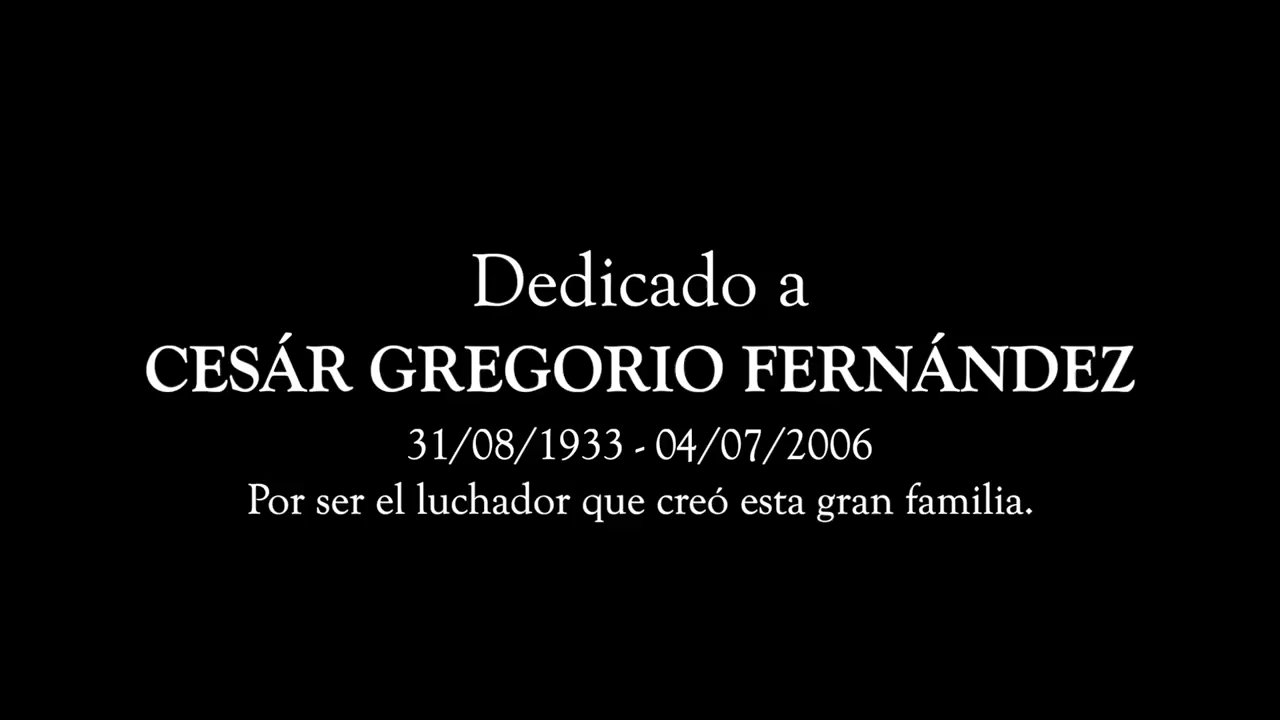 Dedicado a
CESÁR GREGORIO FERNÁNDEZ
31/08/1933 - 04/07/2006
Por ser el luchador que creó esta gran familia.